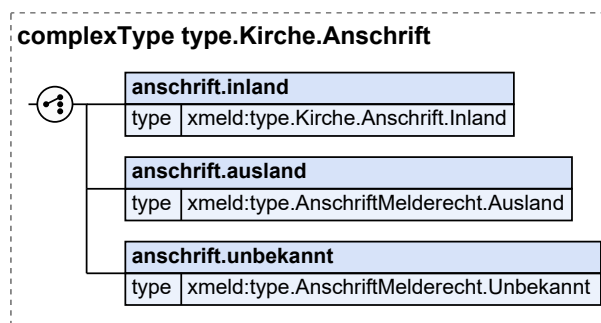 complexType type.Kirche.Anschrift
anschrift.inland
type xmeld:type.Kirche.Anschrift.Inland
anschrift.ausland
type xmeld:type.AnschriftMelderecht.Ausland
anschrift.unbekannt
type xmeld:type.AnschriftMelderecht.Unbekannt